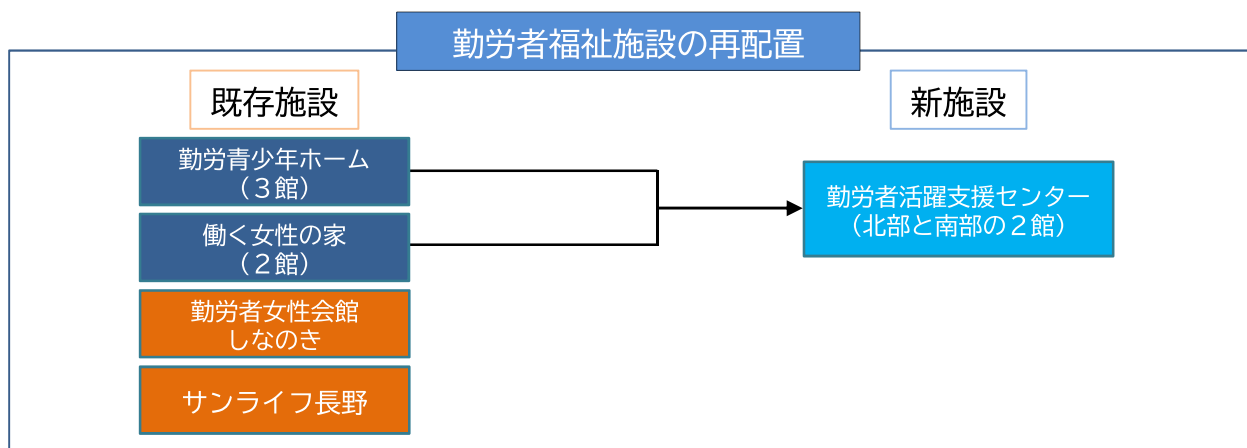 勤労者福祉施設の再配置
既存施設
新施設
勤労青少年ホーム
（３館）
働く女性の家
（２館）
勤労者女性会館
しなのき
サンライフ長野
勤労者活躍支援センター
（北部と南部の２館）